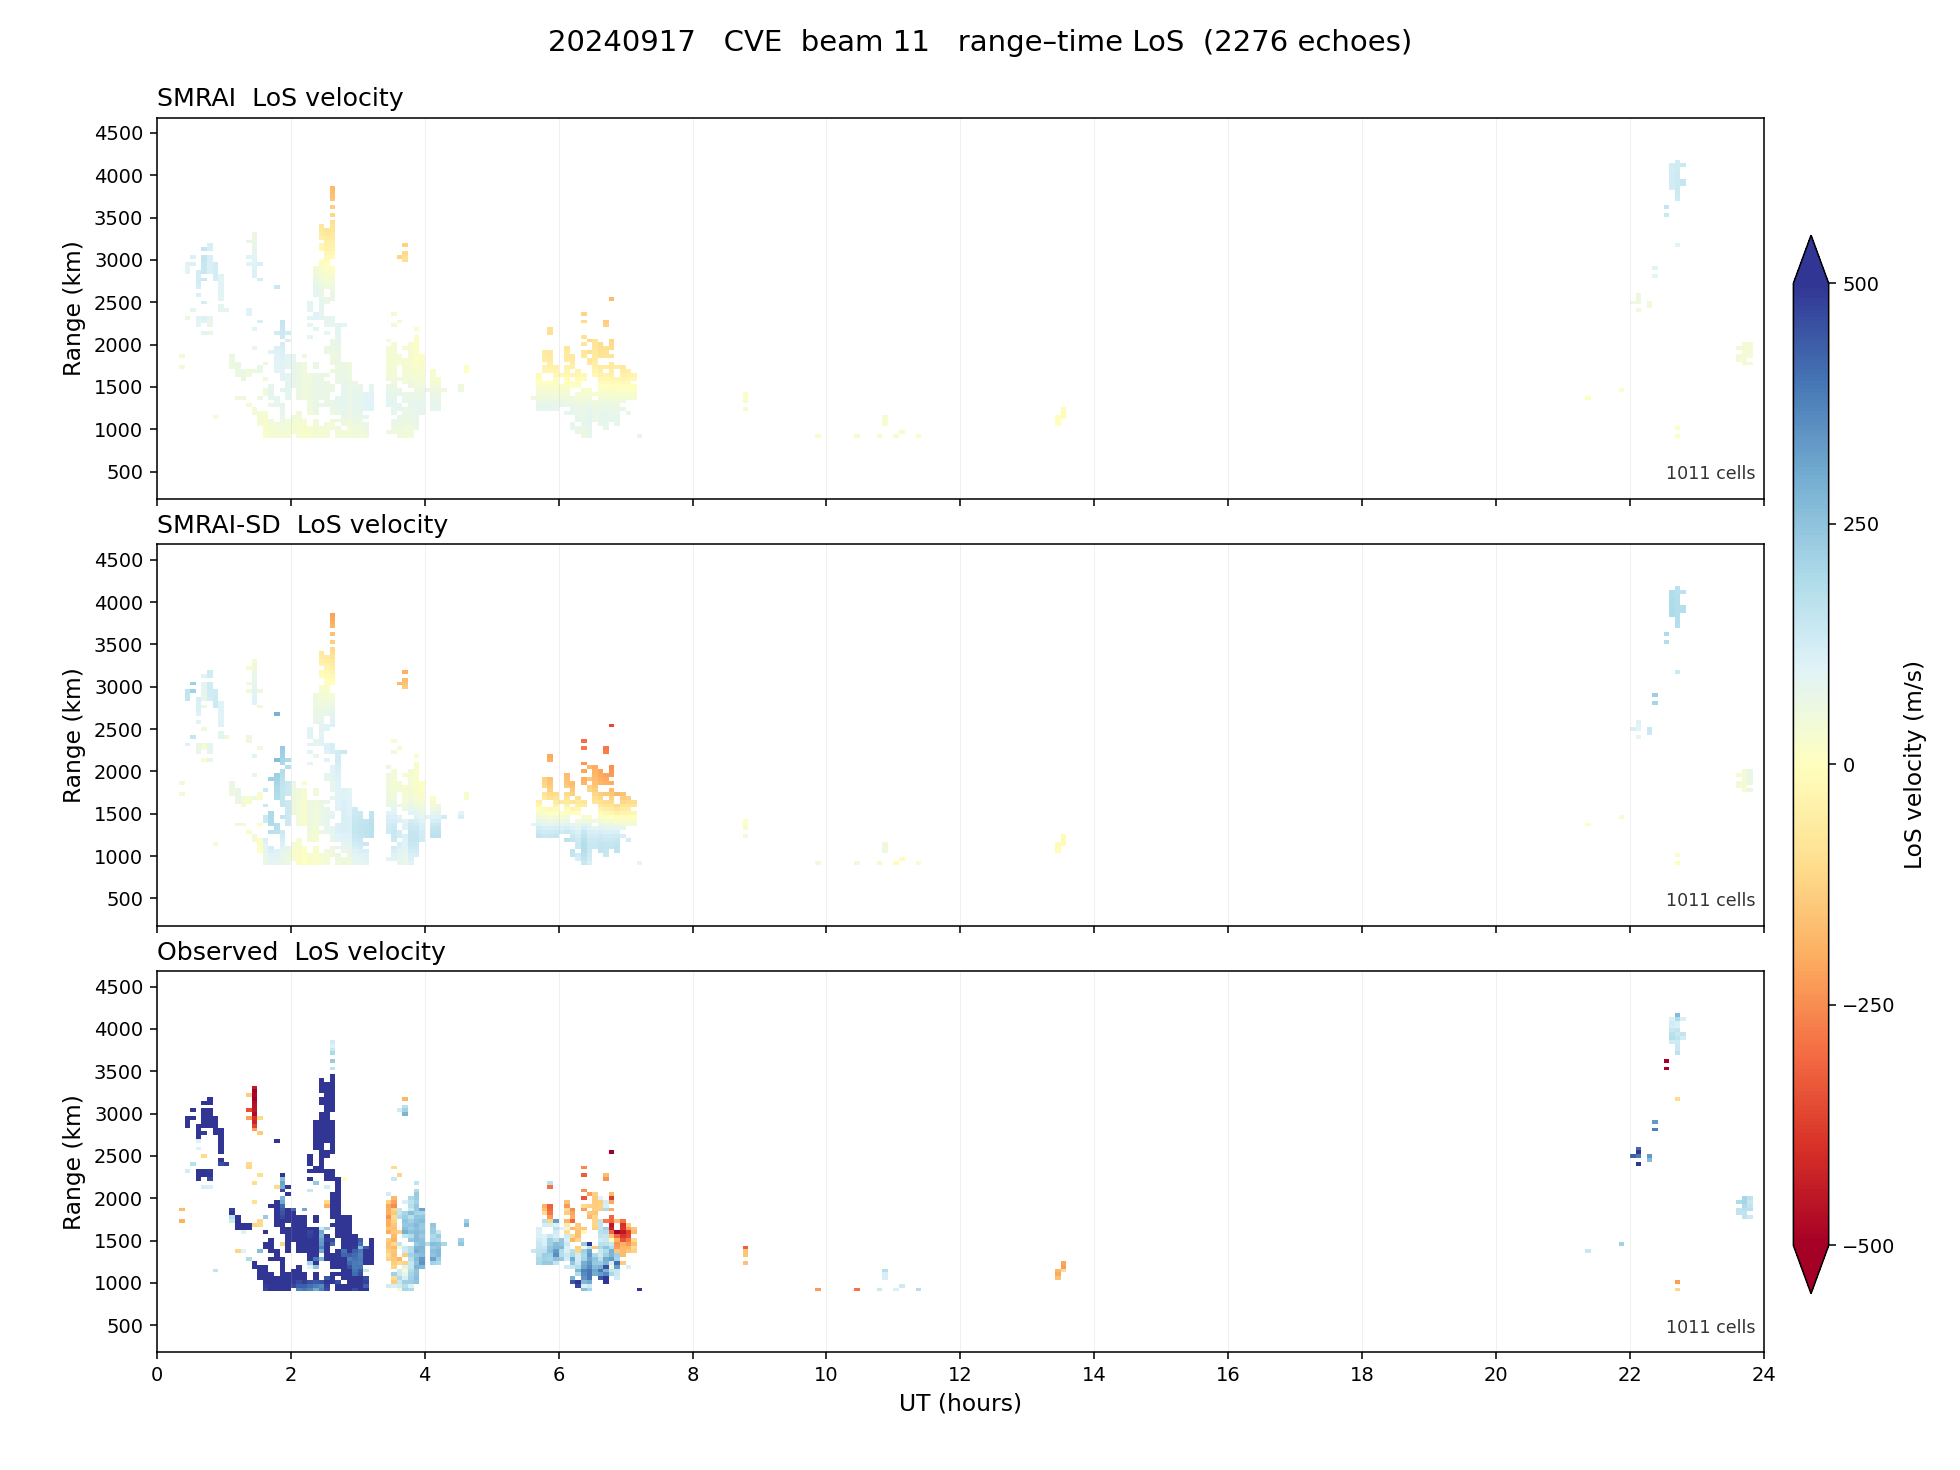 20240917 CVE beam 11 range–time LoS (2276 echoes)
SMRAI LoS velocity
4500
4000
3500
3000
2500
2000
1500
1000
500
Range (km)
1011 cells
SMRAI-SD LoS velocity
4500
4000
3500
3000
2500
2000
1500
1000
500
Range (km)
1011 cells
Observed LoS velocity
4500
4000
3500
3000
2500
2000
1500
1000
500
Range (km)
1011 cells
0 2 4 6 8 10 12 14 16 18 20 22 24
UT (hours)
500
250
0
−250
−500
LoS velocity (m/s)